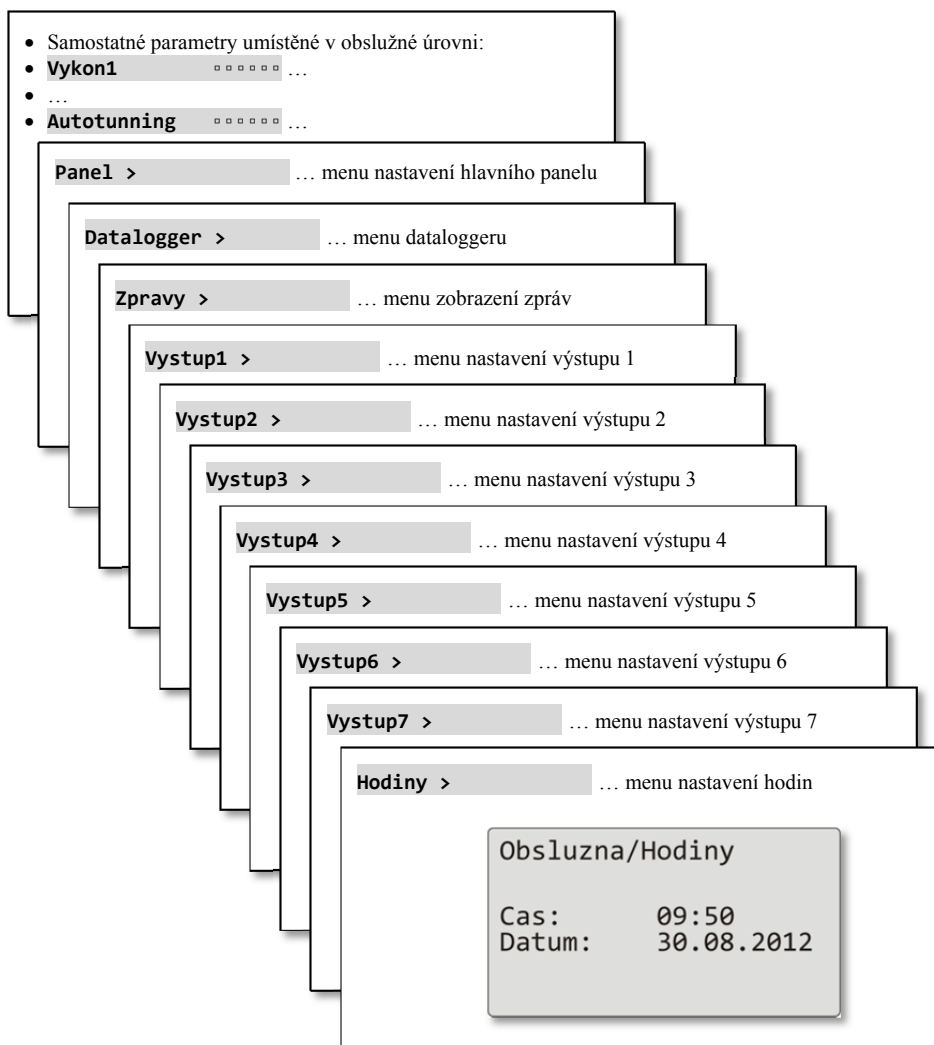 • Samostatné parametry umístěné v obslužné úrovni:
• Vykon1 ▫▫▫▫▫▫ …
• …
• Autotunning ▫▫▫▫▫▫ …
Panel > … menu nastavení hlavního panelu
Datalogger > … menu dataloggeru
Zpravy > … menu zobrazení zpráv
Vystup1 > … menu nastavení výstupu 1
Vystup2 > … menu nastavení výstupu 2
Vystup3 > … menu nastavení výstupu 3
Vystup4 > … menu nastavení výstupu 4
Vystup5 > … menu nastavení výstupu 5
Vystup6 > … menu nastavení výstupu 6
Vystup7 > … menu nastavení výstupu 7
Hodiny > … menu nastavení hodin
Obsluzna/Hodiny
Cas: 09:50
Datum: 30.08.2012